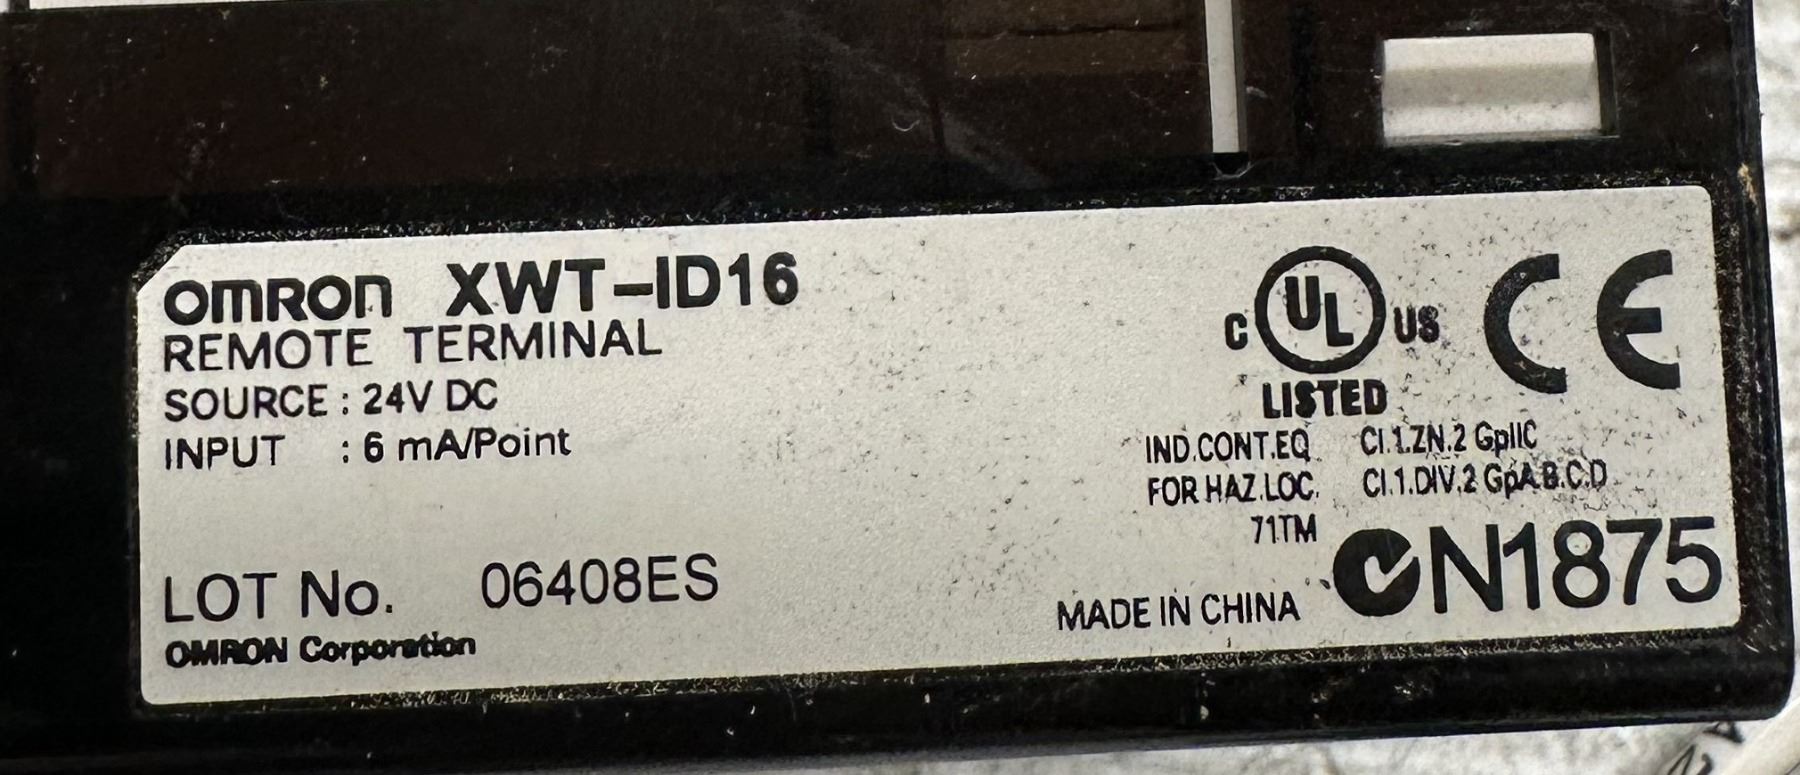 OMRON XWT-ID16
REMOTE TERMINAL
SOURCE : 24V DC
INPUT : 6 mA/Point
LOT No. 06408ES
OMRON Corporation
C UL US
LISTED
CE
IND.CONT.EQ. Cl.1.ZN.2 GpIIC
FOR HAZ.LOC. Cl.1.DIV.2 GpA.B.C.D
71TM
N1875
MADE IN CHINA